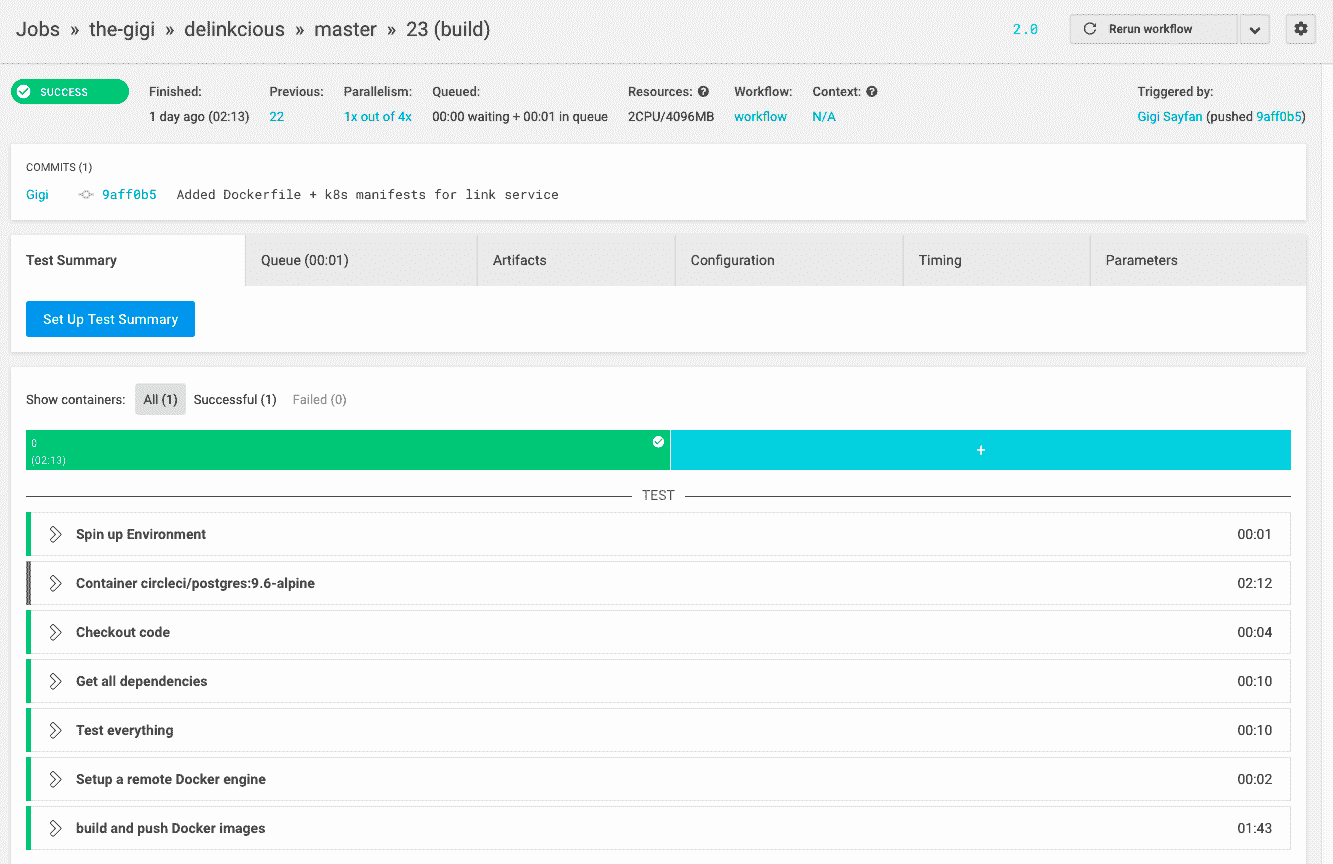 Jobs » the-gigi » delinkcious » master » 23 (build) 2.0 Rerun workflow
SUCCESS Finished: Previous: Parallelism: Queued: Resources: Workflow: Context: Triggered by:
1 day ago (02:13) 22 1x out of 4x 00:00 waiting + 00:01 in queue 2CPU/4096MB workflow N/A Gigi Sayfan (pushed 9aff0b5)
COMMITS (1)
Gigi 9aff0b5 Added Dockerfile + k8s manifests for link service
Test Summary Queue (00:01) Artifacts Configuration Timing Parameters
Set Up Test Summary
Show containers: All (1) Successful (1) Failed (0)
0
(02:13) +
TEST
Spin up Environment 00:01
Container circleci/postgres:9.6-alpine 02:12
Checkout code 00:04
Get all dependencies 00:10
Test everything 00:10
Setup a remote Docker engine 00:02
build and push Docker images 01:43